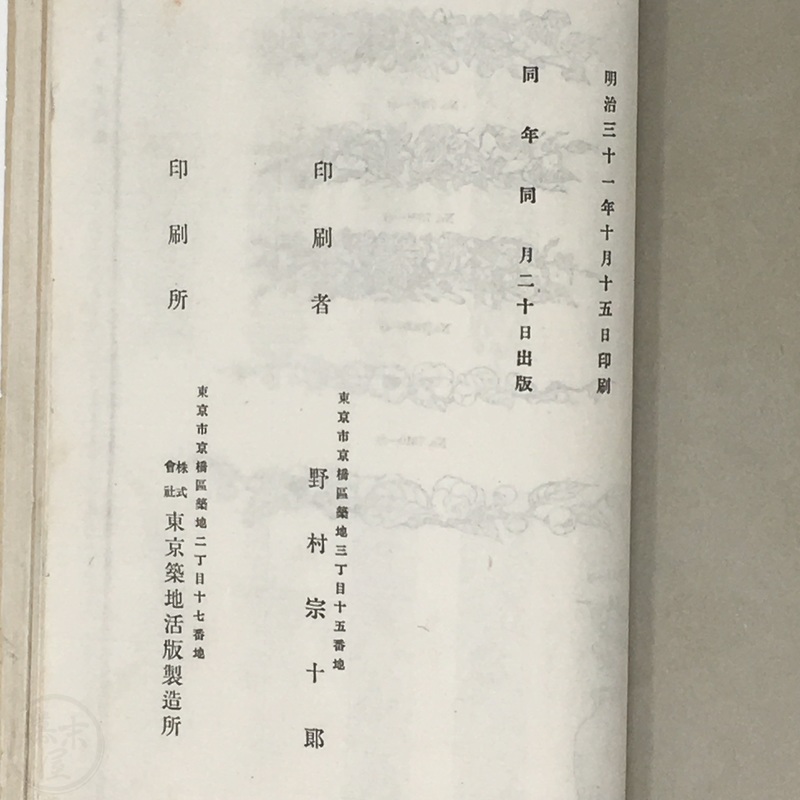 明治三十一年十月十五日印刷
同年同月二十日出版
東京市京橋區築地三丁目十五番地
印刷者 野村宗十郎
東京市京橋區築地二丁目十七番地
印刷所 株式會社東京築地活版製造所